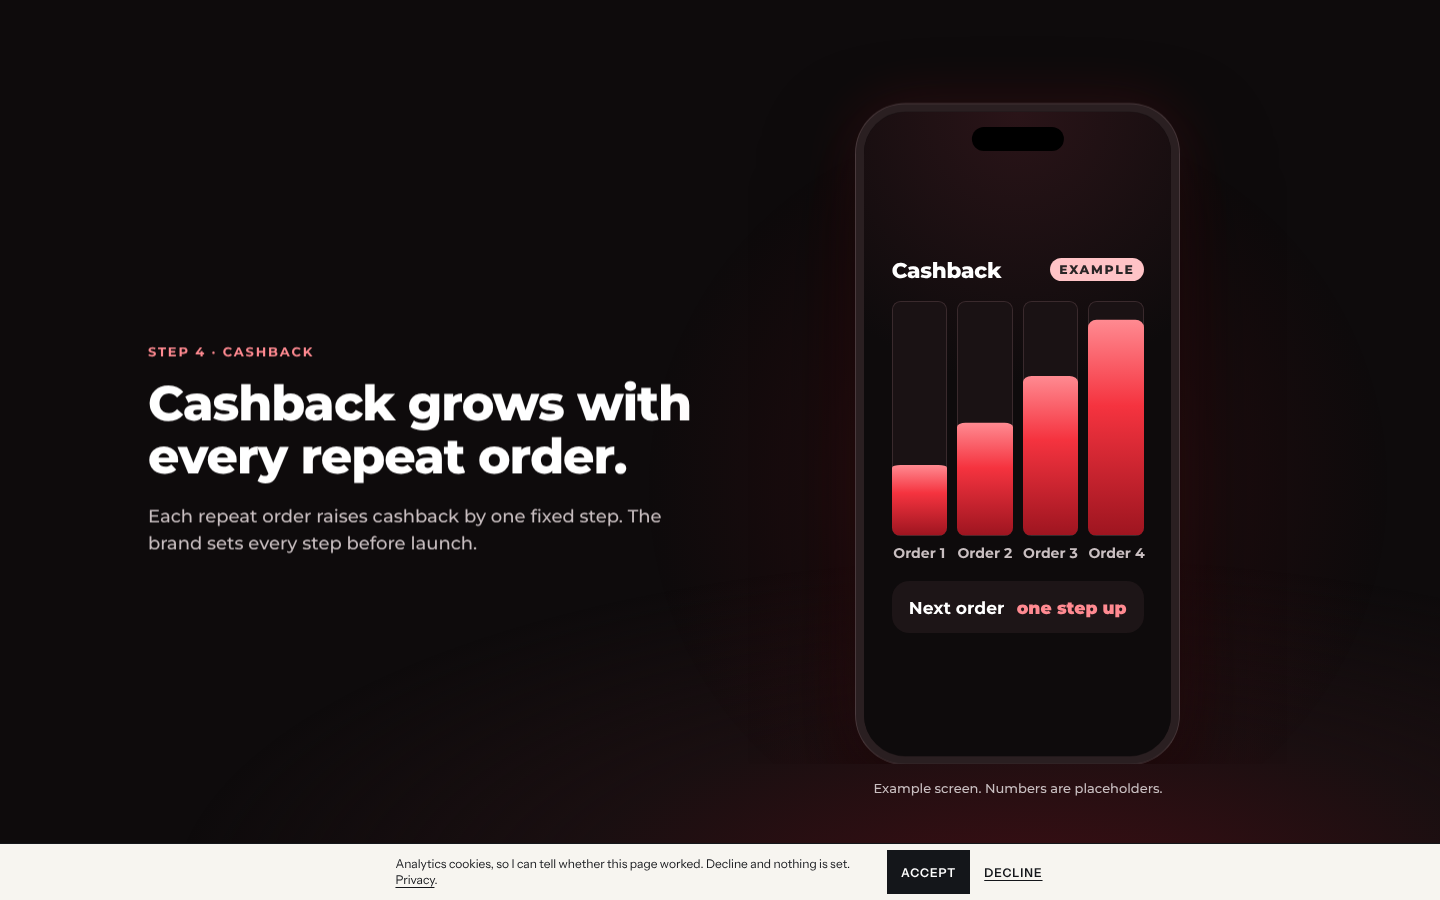 STEP 4 · CASHBACK
Cashback grows with
every repeat order.
Each repeat order raises cashback by one fixed step. The
brand sets every step before launch.
Cashback
EXAMPLE
Order 1
Order 2
Order 3
Order 4
Next order one step up
Example screen. Numbers are placeholders.
Analytics cookies, so I can tell whether this page worked. Decline and nothing is set.
Privacy.
ACCEPT
DECLINE